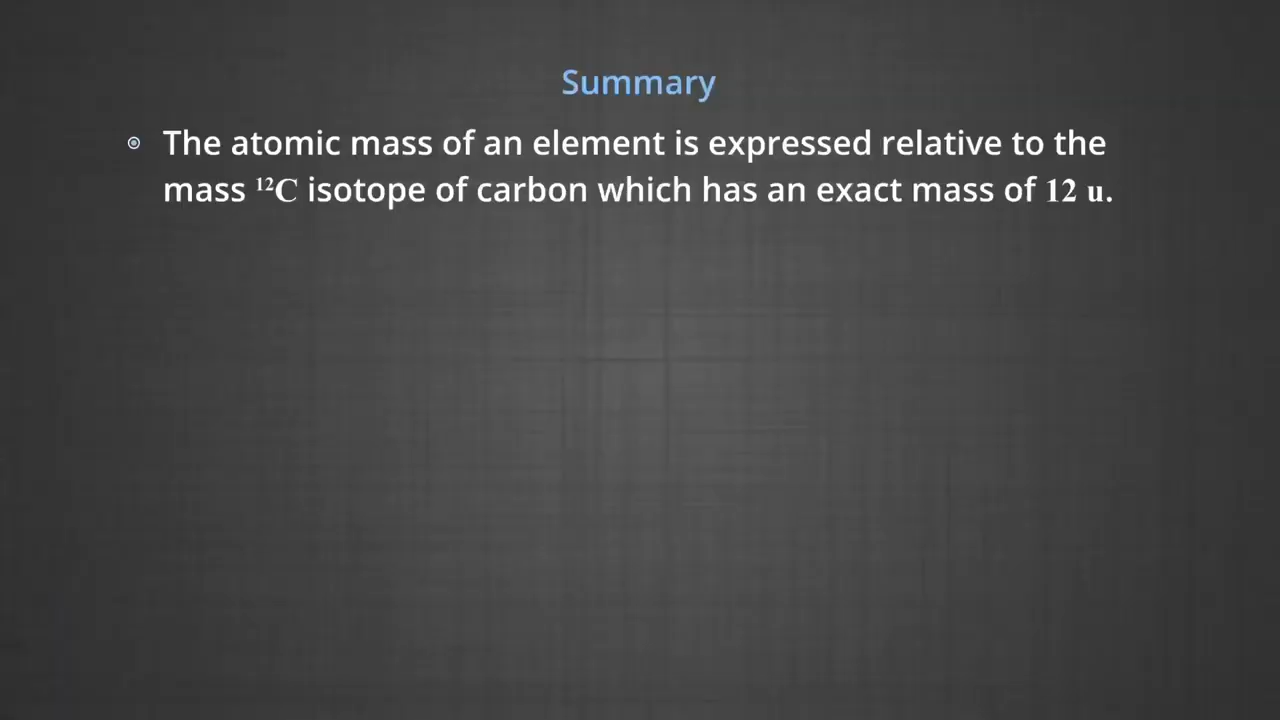 Summary
The atomic mass of an element is expressed relative to the
mass ¹²C isotope of carbon which has an exact mass of 12 u.